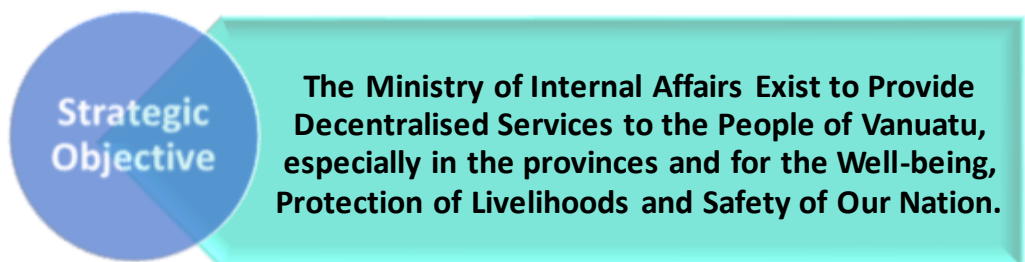 Strategic
Objective
The Ministry of Internal Affairs Exist to Provide
Decentralised Services to the People of Vanuatu,
especially in the provinces and for the Well-being,
Protection of Livelihoods and Safety of Our Nation.